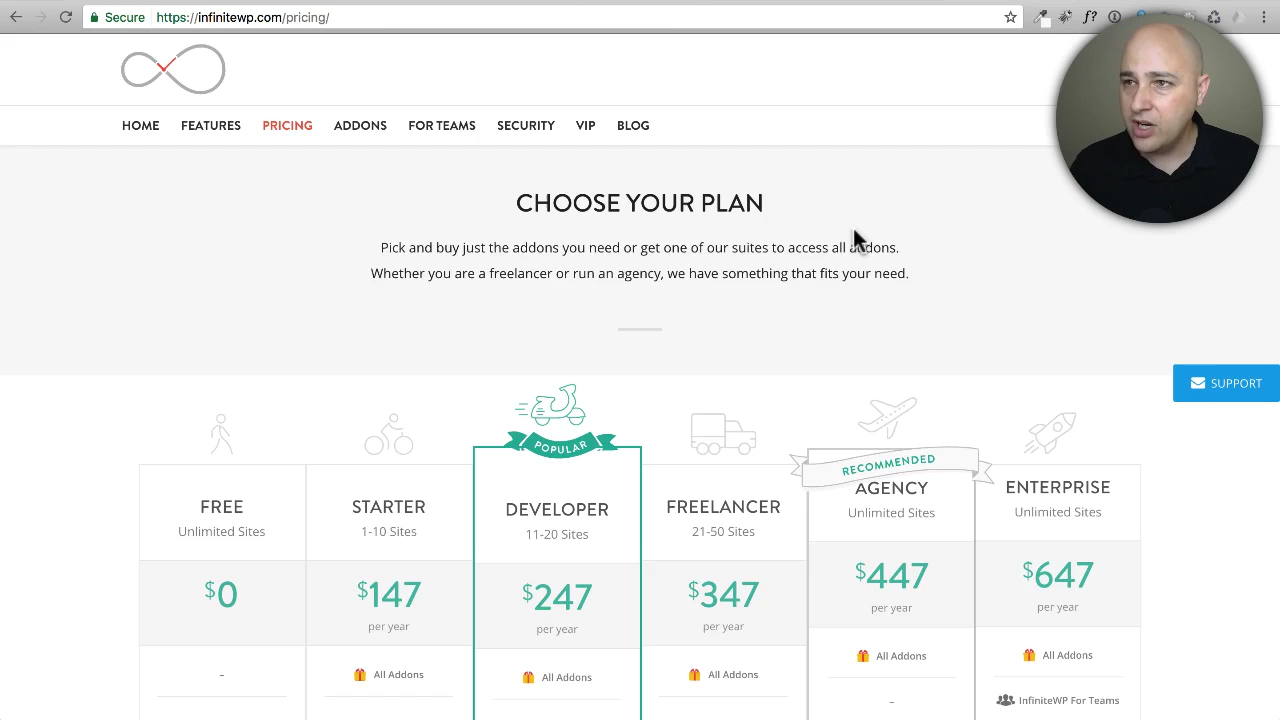 Secure https://infinitewp.com/pricing/
f?
HOME FEATURES PRICING ADDONS FOR TEAMS SECURITY VIP BLOG
CHOOSE YOUR PLAN
Pick and buy just the addons you need or get one of our suites to access all addons.
Whether you are a freelancer or run an agency, we have something that fits your need.
SUPPORT
POPULAR
RECOMMENDED
FREE
Unlimited Sites
$0
-
STARTER
1-10 Sites
$147
per year
All Addons
DEVELOPER
11-20 Sites
$247
per year
All Addons
FREELANCER
21-50 Sites
$347
per year
All Addons
AGENCY
Unlimited Sites
$447
per year
All Addons
-
ENTERPRISE
Unlimited Sites
$647
per year
All Addons
InfiniteWP For Teams